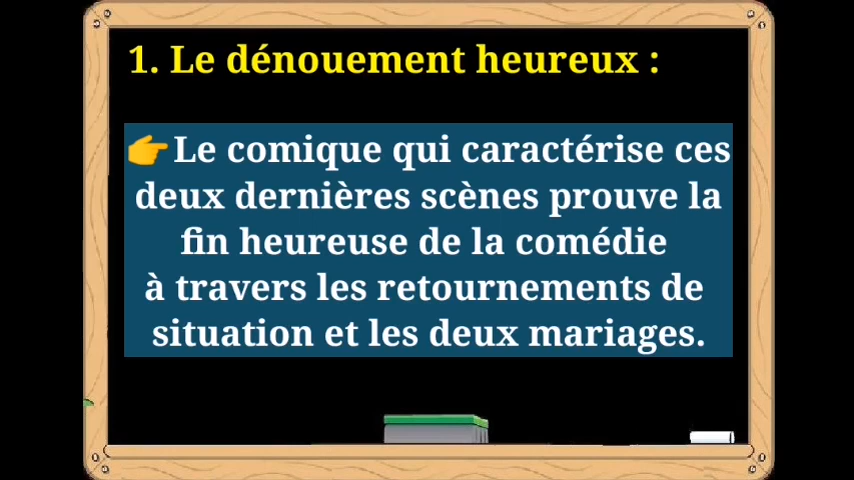 1. Le dénouement heureux :
👉Le comique qui caractérise ces
deux dernières scènes prouve la
fin heureuse de la comédie
à travers les retournements de
situation et les deux mariages.